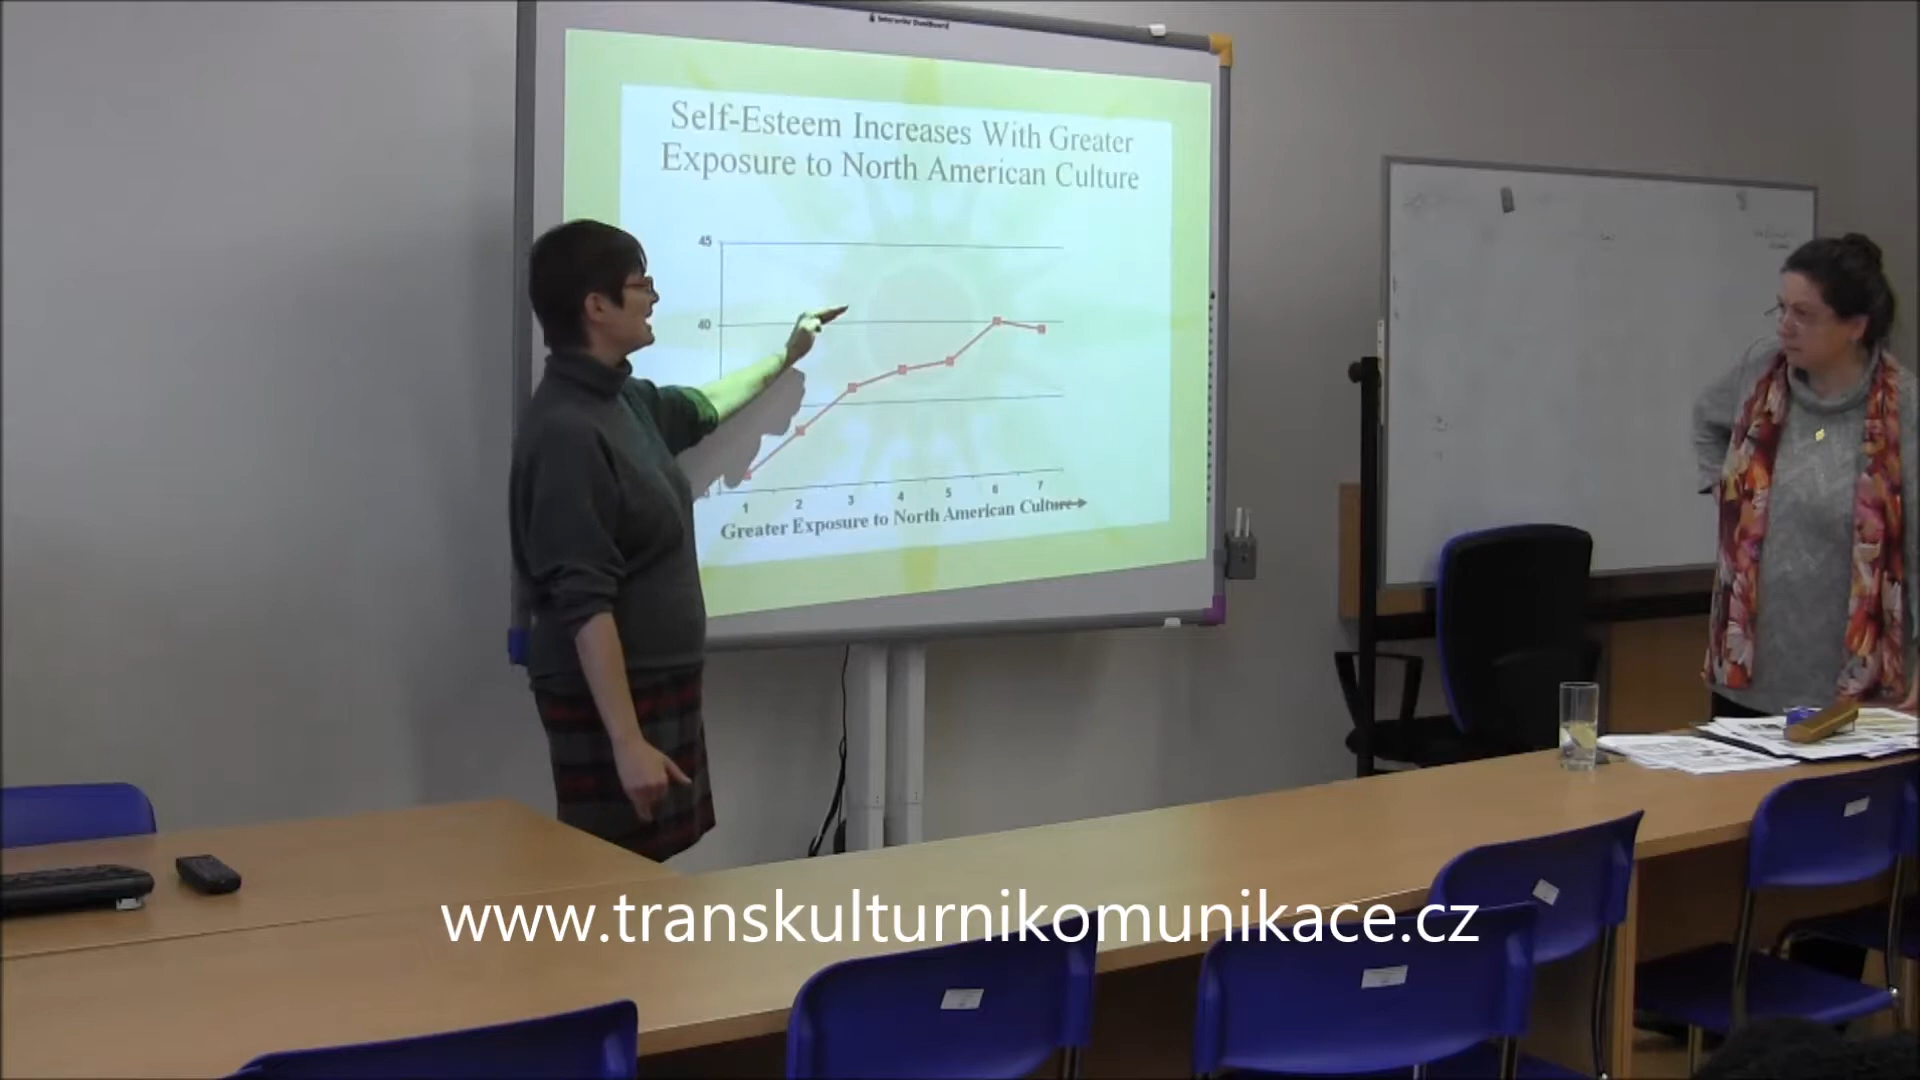 Self-Esteem Increases With Greater
Exposure to North American Culture
45
40
1 2 3 4 5 6 7
Greater Exposure to North American Culture
www.transkulturnikomunikace.cz